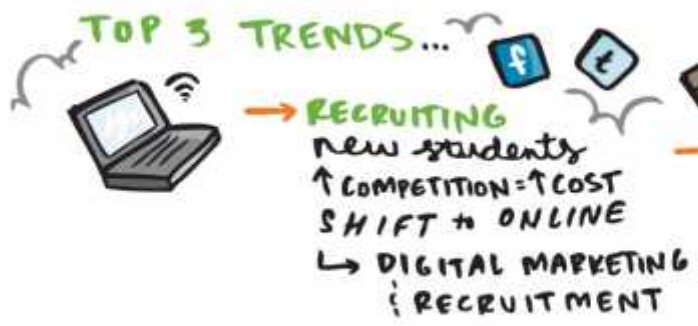 TOP 3 TRENDS...
f t
→ RECRUITING
new students
↑ COMPETITION = ↑ COST
SHIFT to ONLINE
↳ DIGITAL MARKETING
& RECRUITMENT